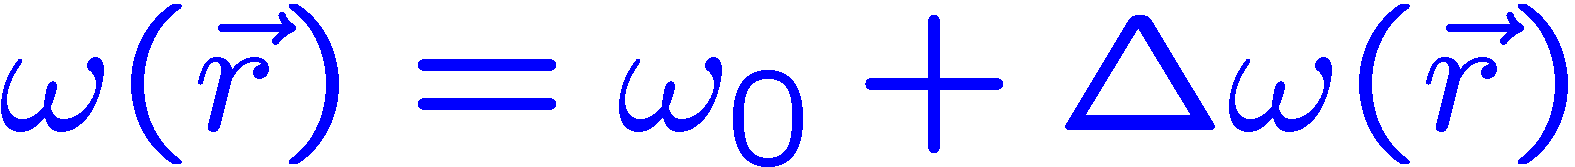 ω(r⃗) = ω₀ + Δω(r⃗)